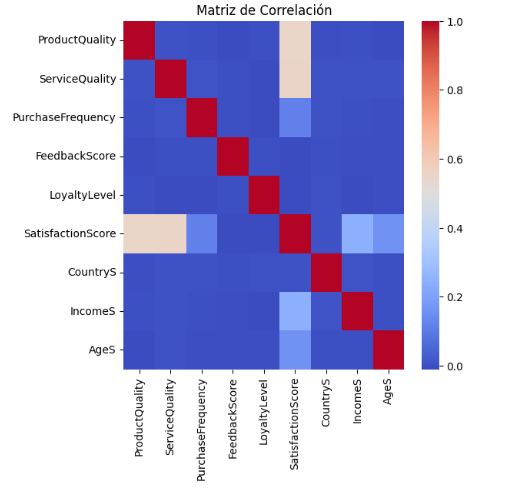 Matriz de Correlación
ProductQuality
ServiceQuality
PurchaseFrequency
FeedbackScore
LoyaltyLevel
SatisfactionScore
CountryS
IncomeS
AgeS
ProductQuality
ServiceQuality
PurchaseFrequency
FeedbackScore
LoyaltyLevel
SatisfactionScore
CountryS
IncomeS
AgeS
1.0
0.8
0.6
0.4
0.2
0.0